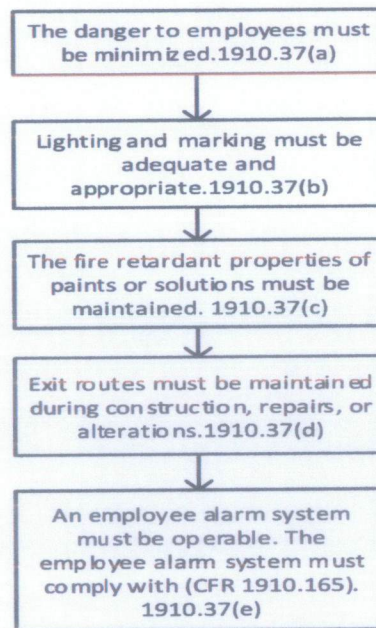 The danger to employees must
be minimized.1910.37(a)
Lighting and marking must be
adequate and
appropriate.1910.37(b)
The fire retardant properties of
paints or solutions must be
maintained. 1910.37(c)
Exit routes must be maintained
during construction, repairs, or
alterations.1910.37(d)
An employee alarm system
must be operable. The
employee alarm system must
comply with (CFR 1910.165).
1910.37(e)